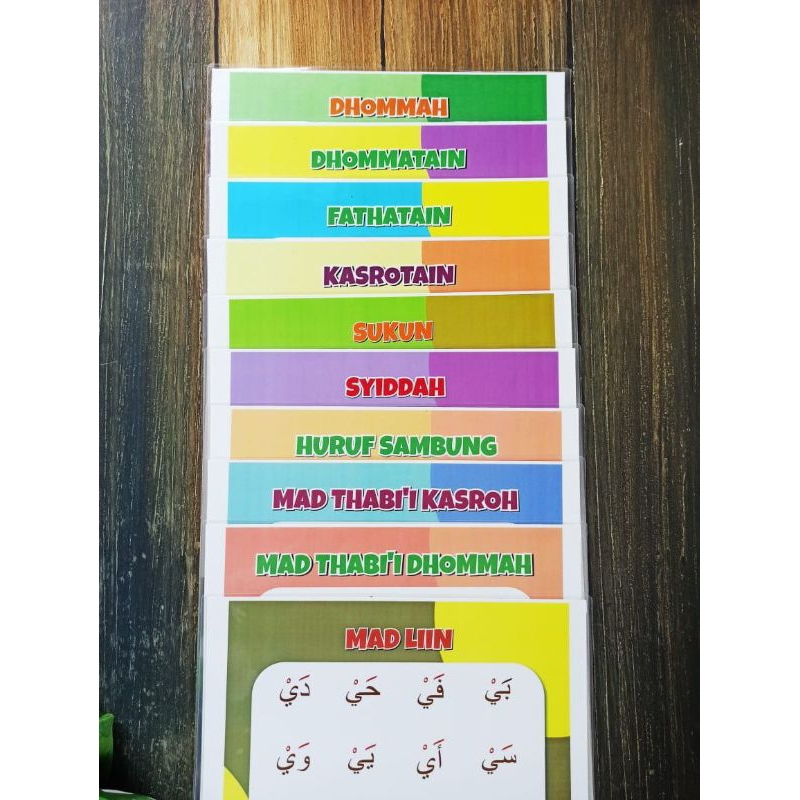 DHOMMAH
DHOMMATAIN
FATHATAIN
KASROTAIN
SUKUN
SYIDDAH
HURUF SAMBUNG
MAD THABI'I KASROH
MAD THABI'I DHOMMAH
MAD LIIN
بَيْ فَيْ حَيْ دَيْ
سَيْ أَيْ يَيْ وَيْ